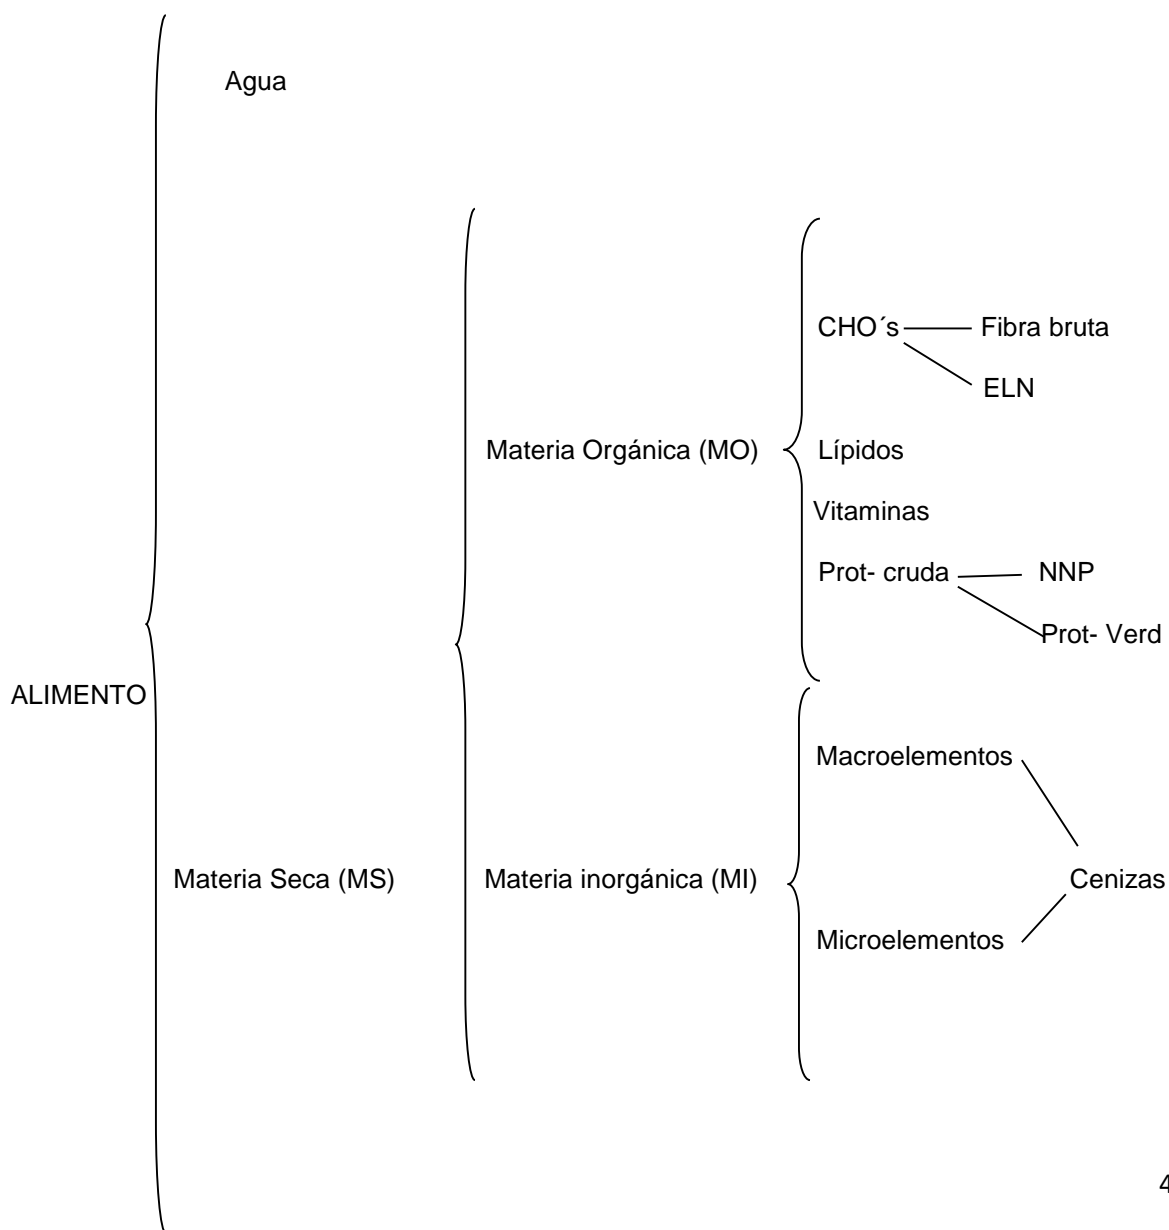 Agua
CHO´s Fibra bruta
ELN
Materia Orgánica (MO) Lípidos
Vitaminas
Prot- cruda NNP
Prot- Verd
ALIMENTO
Macroelementos
Materia Seca (MS) Materia inorgánica (MI) Cenizas
Microelementos
4